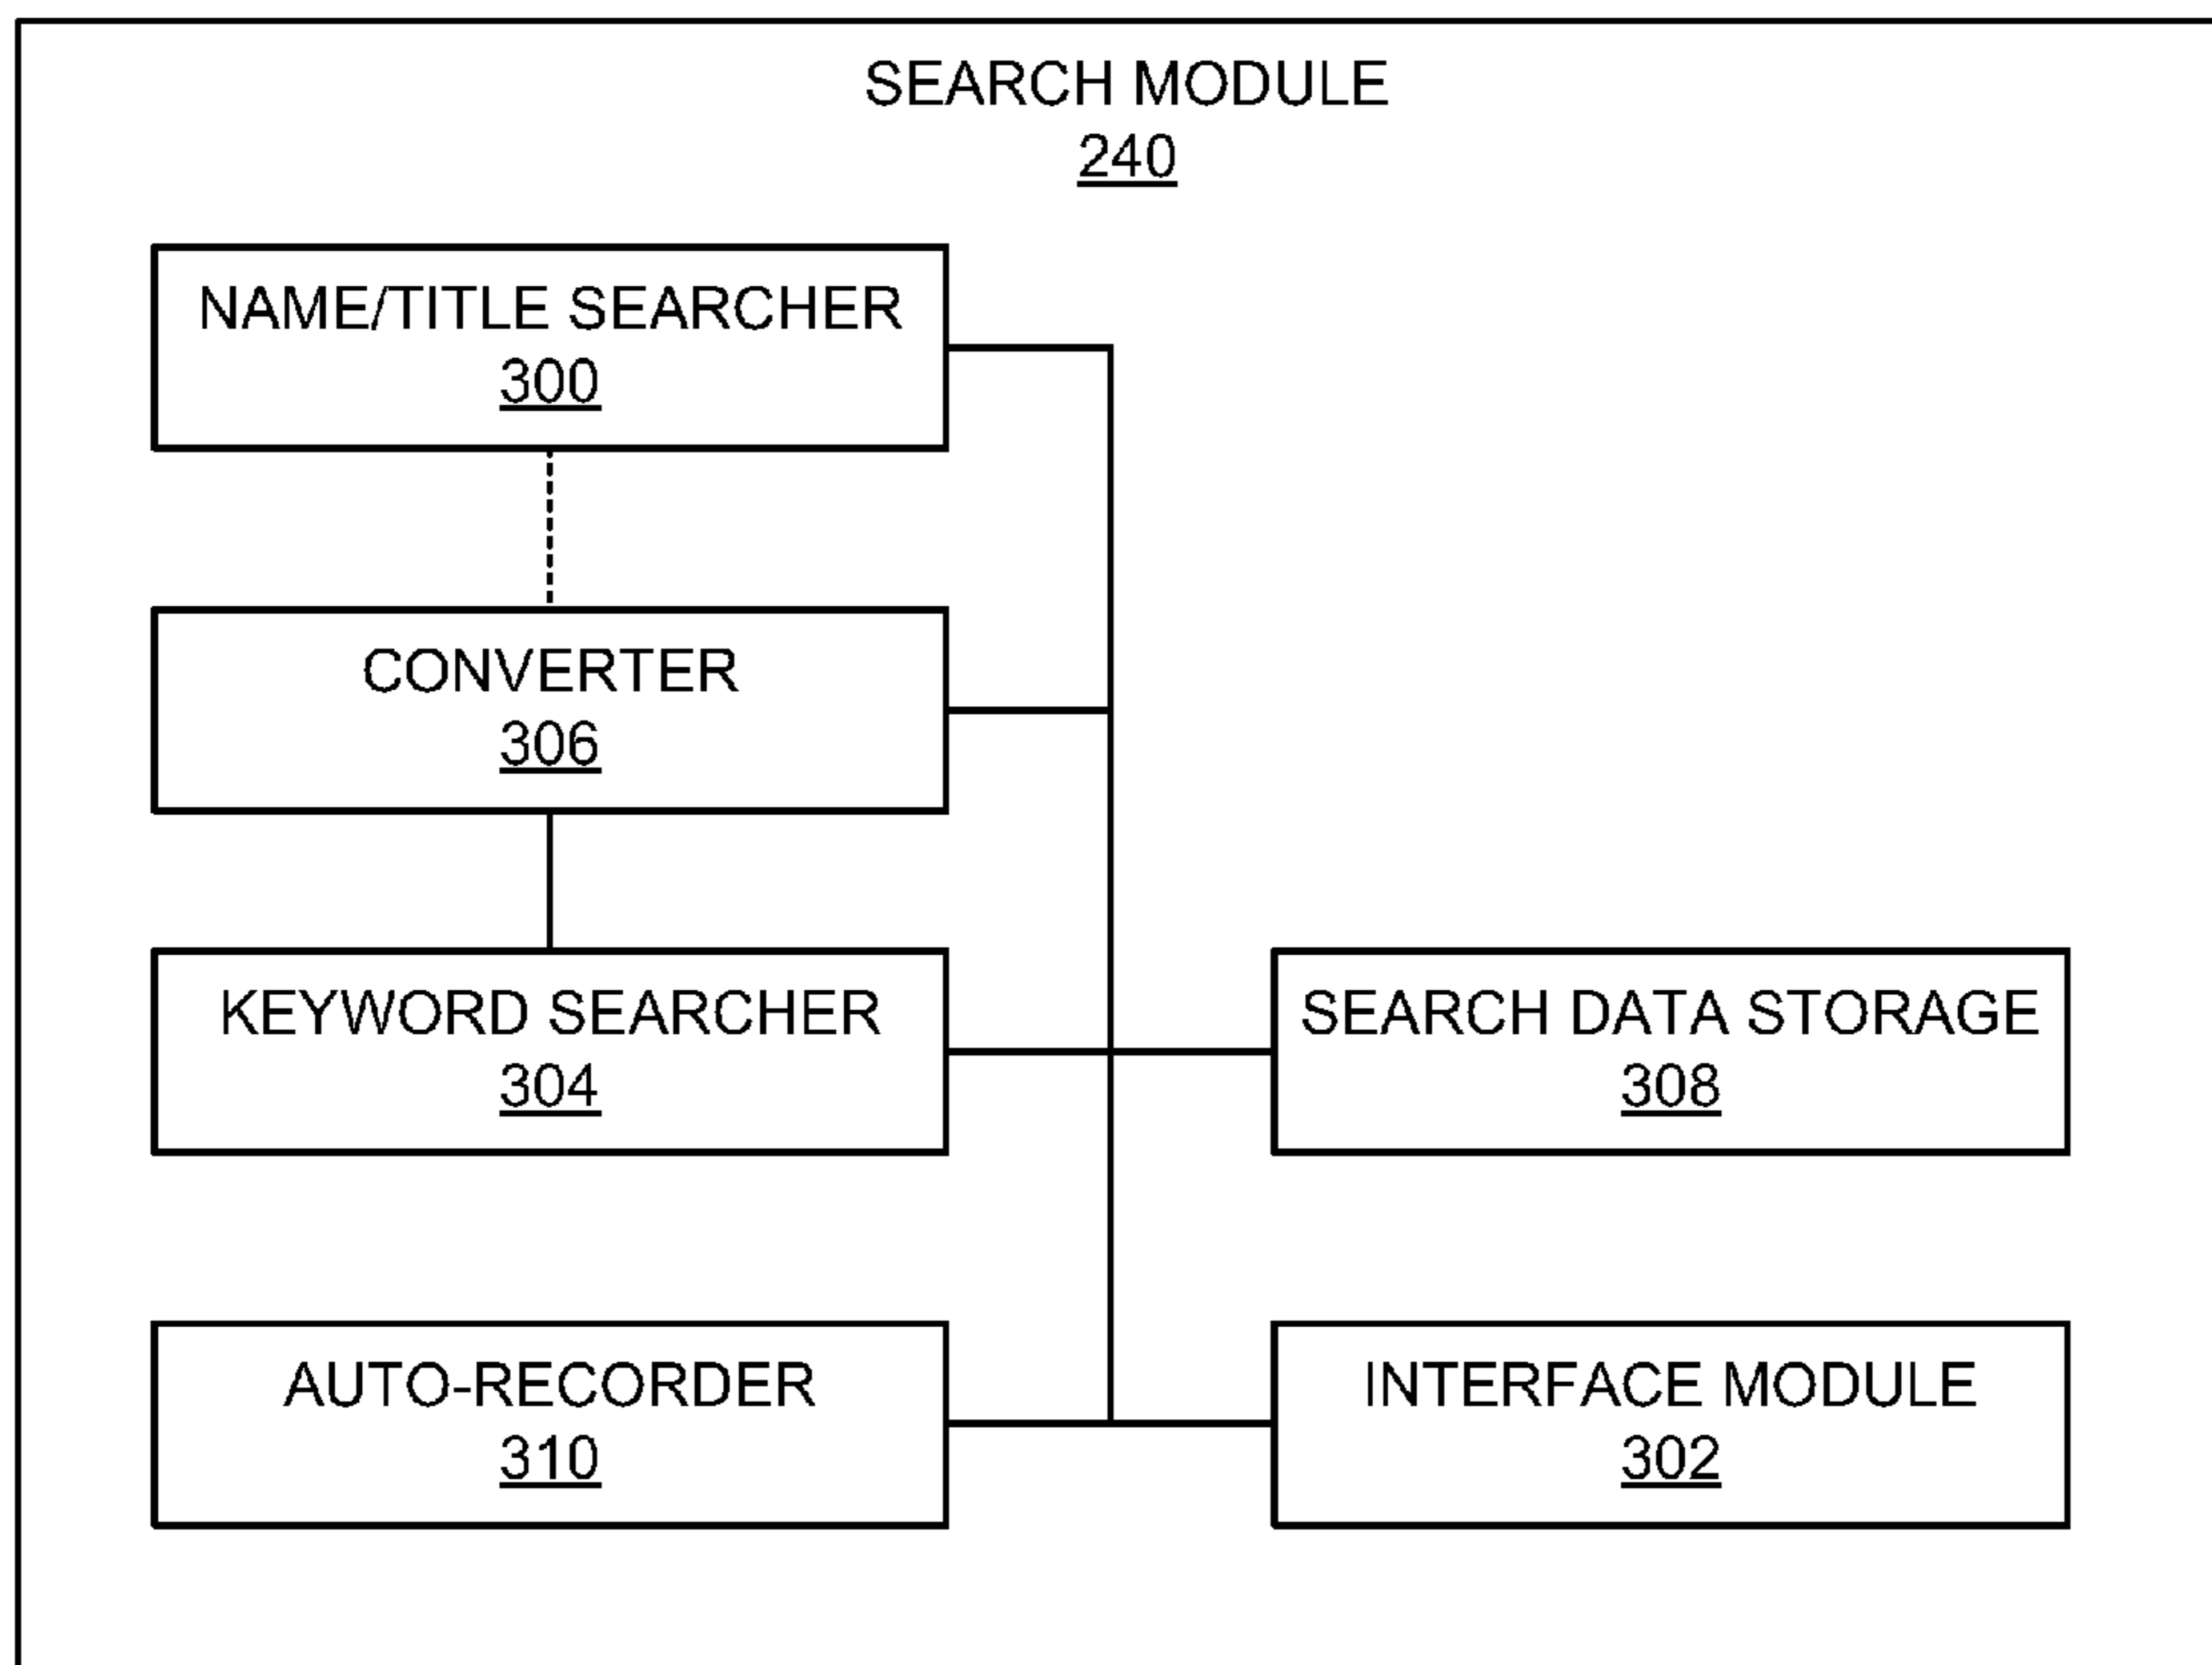 SEARCH MODULE
240
NAME/TITLE SEARCHER
300
CONVERTER
306
KEYWORD SEARCHER
304
SEARCH DATA STORAGE
308
AUTO-RECORDER
310
INTERFACE MODULE
302